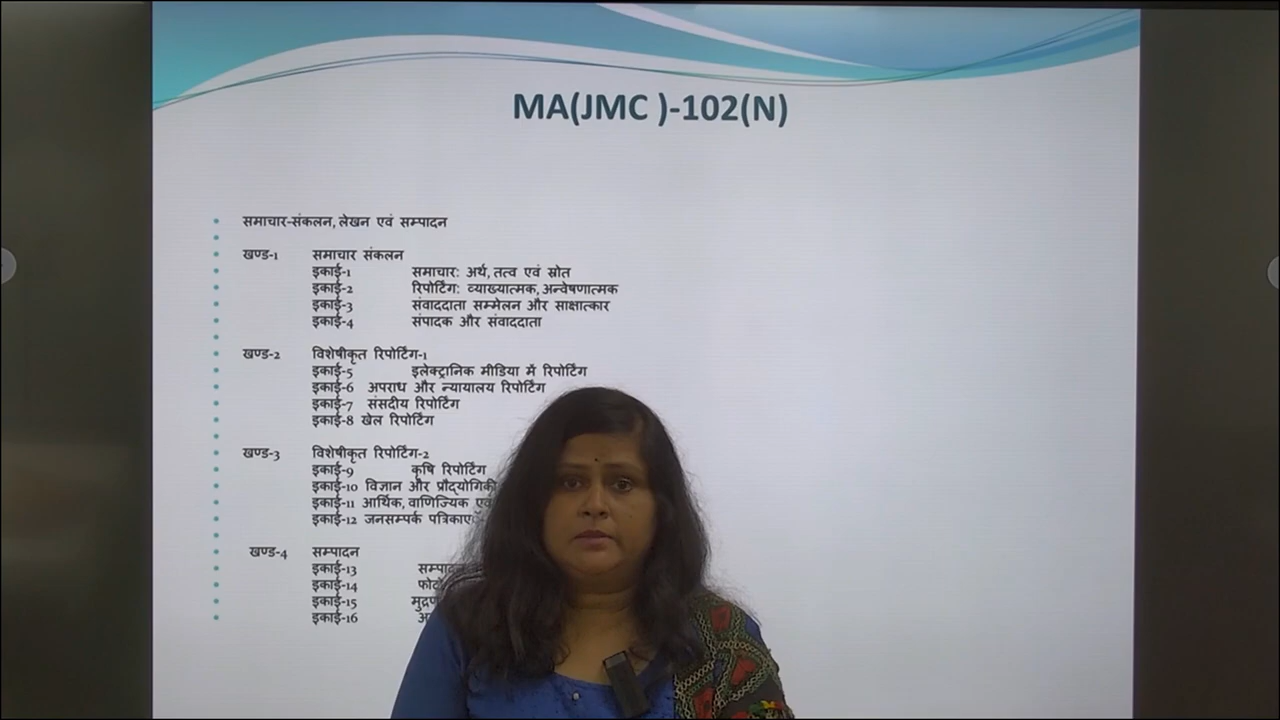 MA(JMC )-102(N)
समाचार-संकलन, लेखन एवं सम्पादन
खण्ड-1 समाचार संकलन
इकाई-1 समाचार: अर्थ, तत्व एवं स्रोत
इकाई-2 रिपोर्टिंग: व्याख्यात्मक, अन्वेषणात्मक
इकाई-3 संवाददाता सम्मेलन और साक्षात्कार
इकाई-4 संपादक और संवाददाता
खण्ड-2 विशेषीकृत रिपोर्टिंग-1
इकाई-5 इलेक्ट्रानिक मीडिया में रिपोर्टिंग
इकाई-6 अपराध और न्यायालय रिपोर्टिंग
इकाई-7 संसदीय रिपोर्टिंग
इकाई-8 खेल रिपोर्टिंग
खण्ड-3 विशेषीकृत रिपोर्टिंग-2
इकाई-9 कृषि रिपोर्टिंग
इकाई-10 विज्ञान और प्रौद्योगिकी
इकाई-11 आर्थिक, वाणिज्यिक एवं
इकाई-12 जनसम्पर्क
खण्ड-4 सम्पादन
इकाई-13
इकाई-14
इकाई-15
इकाई-16